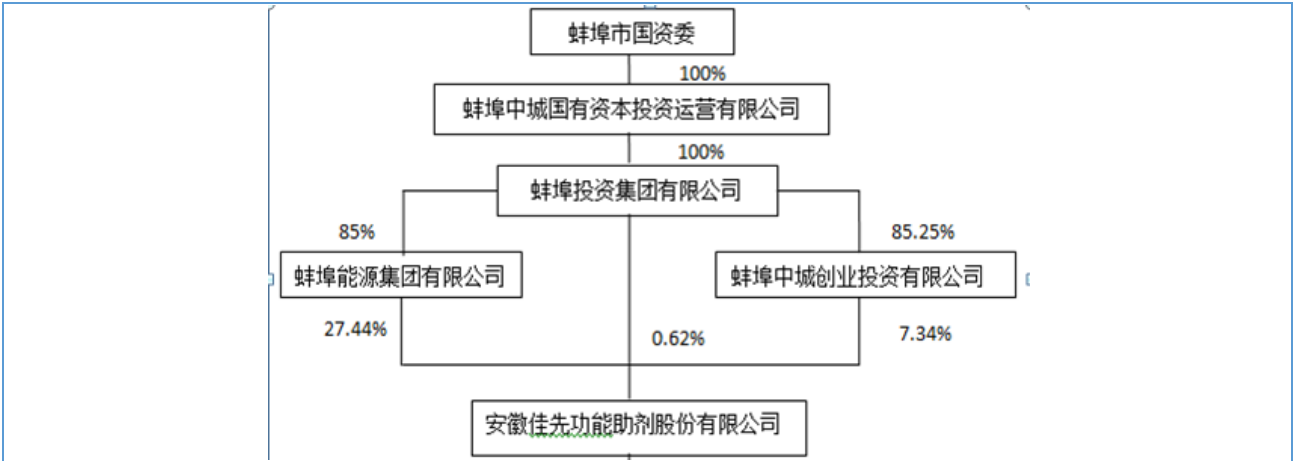 蚌埠市国资委
100%
蚌埠中城国有资本投资运营有限公司
100%
蚌埠投资集团有限公司
85%
85.25%
蚌埠能源集团有限公司
蚌埠中城创业投资有限公司
27.44%
0.62%
7.34%
安徽佳先功能助剂股份有限公司